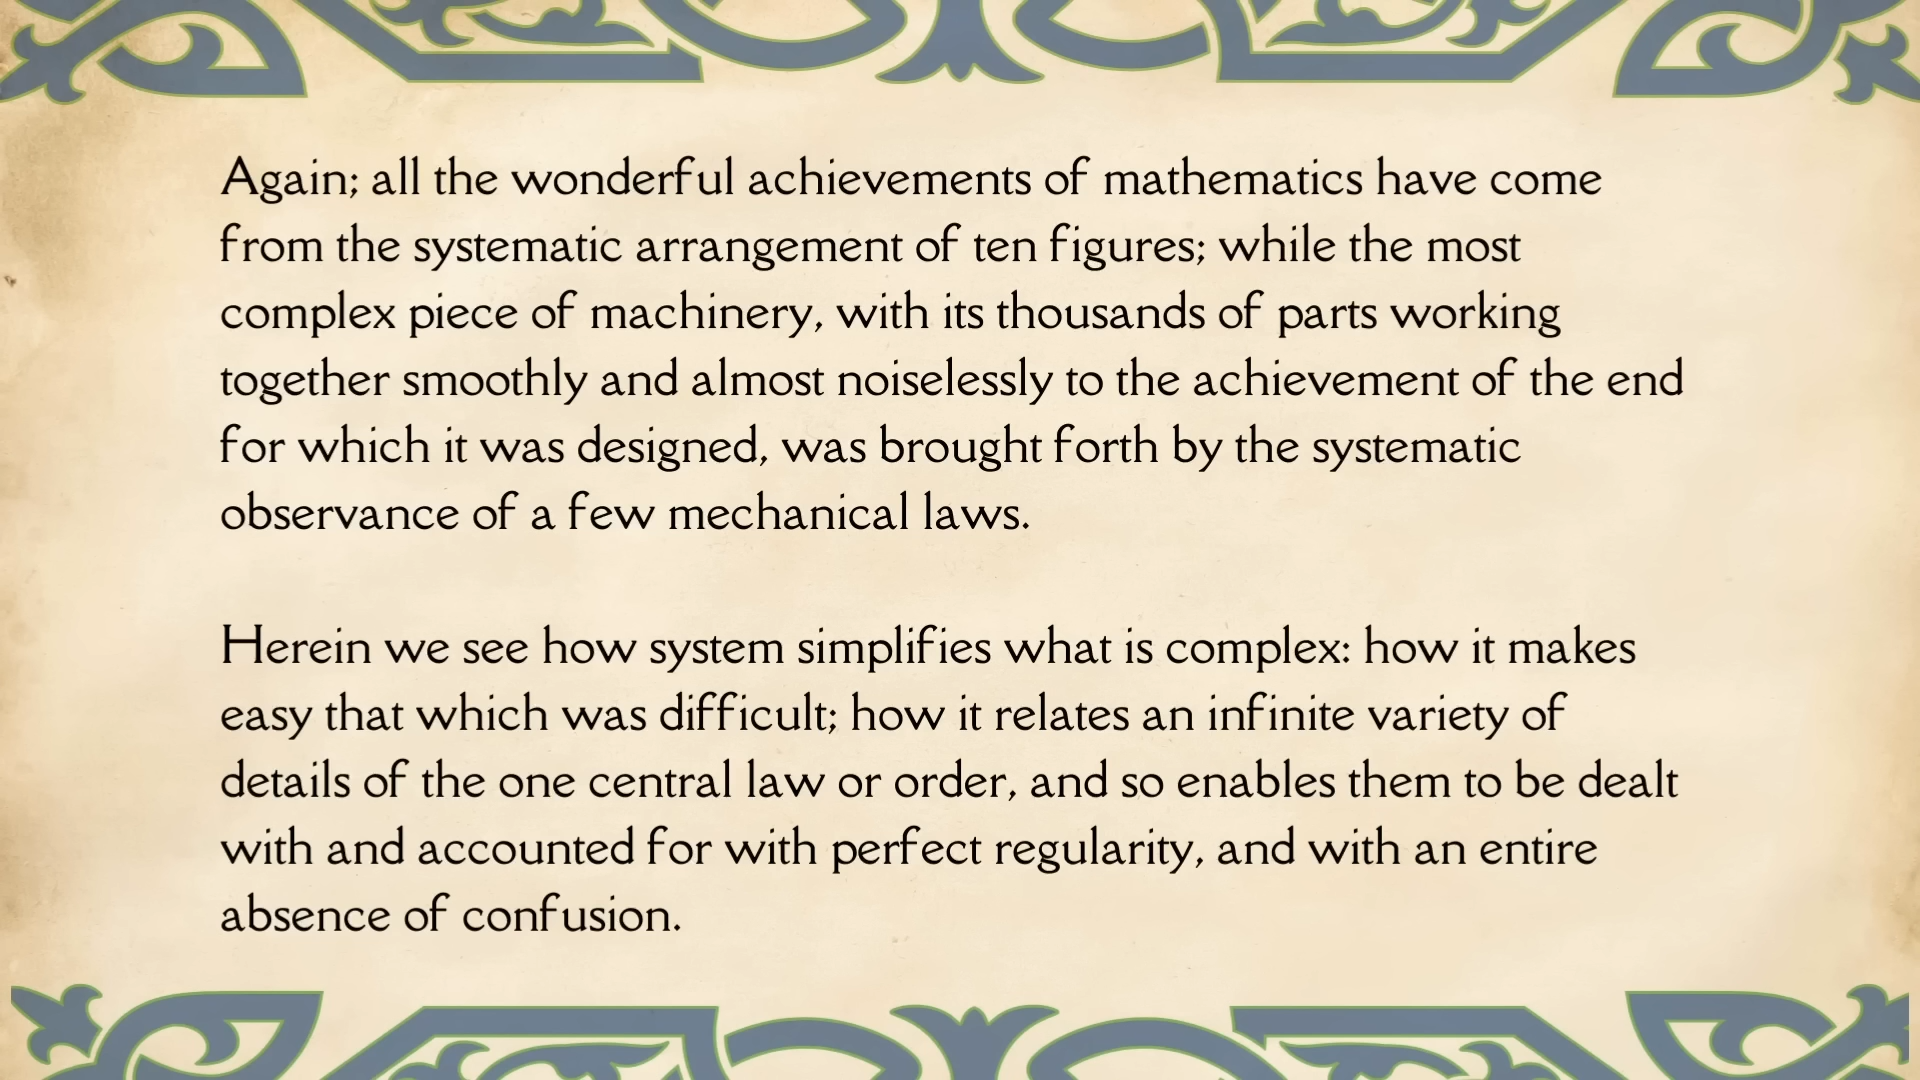 Again; all the wonderful achievements of mathematics have come
from the systematic arrangement of ten figures; while the most
complex piece of machinery, with its thousands of parts working
together smoothly and almost noiselessly to the achievement of the end
for which it was designed, was brought forth by the systematic
observance of a few mechanical laws.
Herein we see how system simplifies what is complex: how it makes
easy that which was difficult; how it relates an infinite variety of
details of the one central law or order, and so enables them to be dealt
with and accounted for with perfect regularity, and with an entire
absence of confusion.